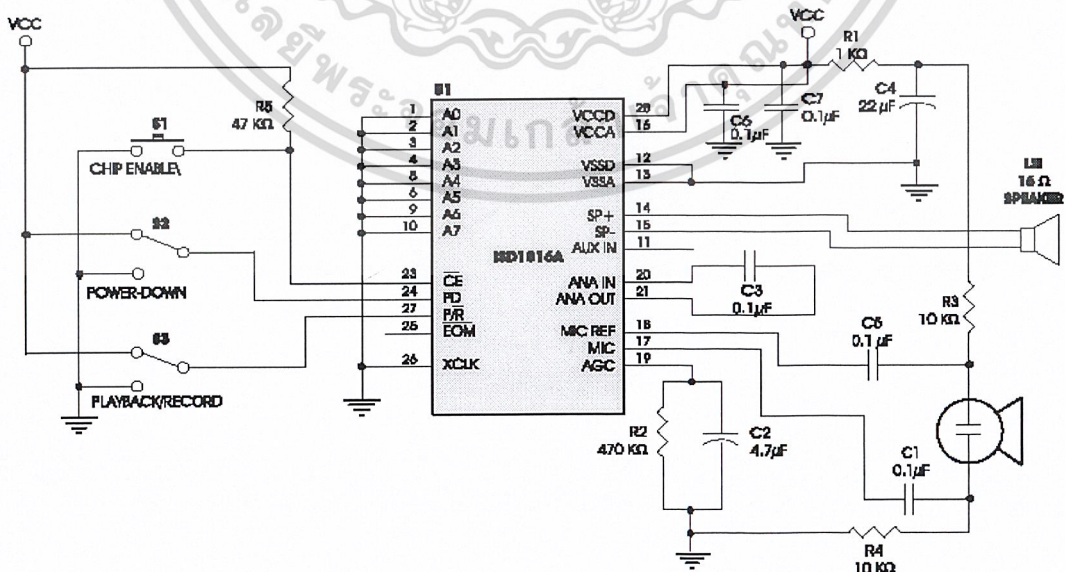 VCC
VCC
R1
1 KΩ
R5
47 KΩ
C4
22 µF
C7
0.1µF
C6
0.1µF
S1
CHIP ENABLE\
1 A0
2 A1
3 A2
4 A3
5 A4
6 A5
9 A6
10 A7
23 CE
24 PD
27 P/R
25 EOM
26 XCLK
ISD1016A
VCCD 28
VCCA 16
VSSD 12
VSSA 13
SP+ 14
SP- 15
AUX IN 11
ANA IN 20
ANA OUT 21
MIC REF 18
MIC 17
AGC 19
16 Ω
SPEAKER
S2
POWER-DOWN
S3
PLAYBACK/RECORD
C3
0.1µF
R3
10 KΩ
C5
0.1 µF
R2
470 KΩ
C2
4.7µF
C1
0.1µF
R4
10 KΩ